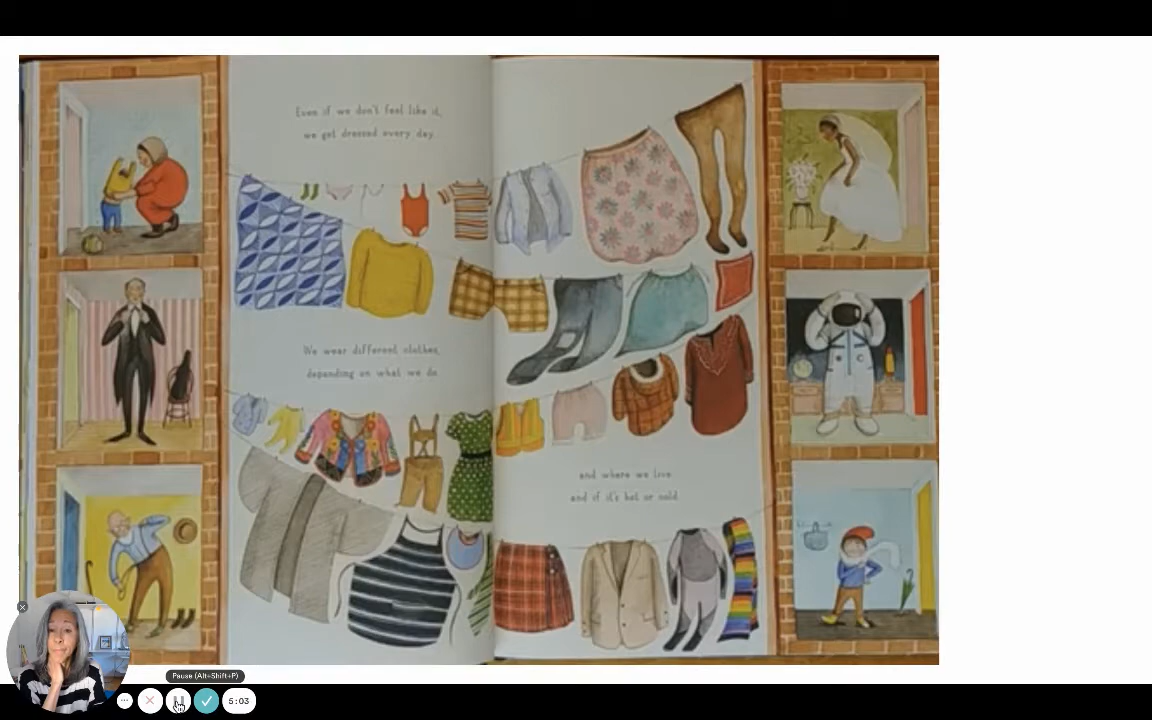 Even if we don't feel like it,
we get dressed every day.
We wear different clothes,
depending on what we do
and where we live
and if it's hot or cold.
Pause (Alt+Shift+P)
5:03